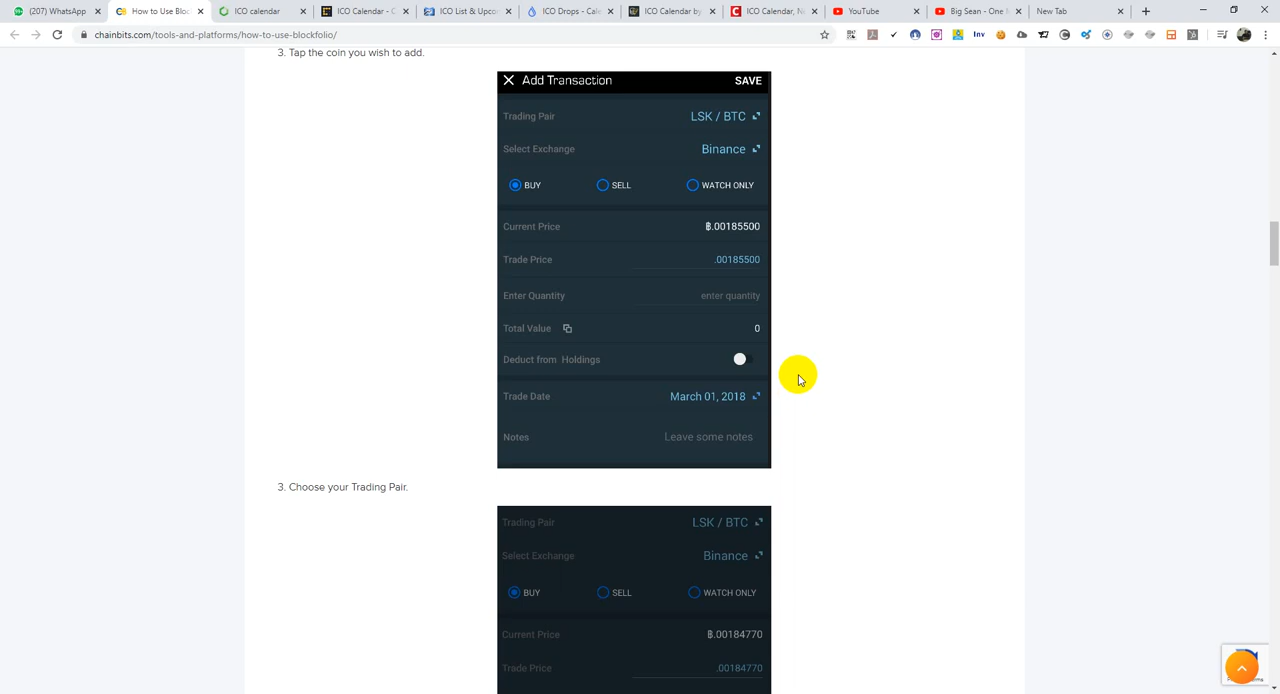 (207) WhatsApp
How to Use Bloc
ICO calendar
ICO Calendar - C
ICO List & Upco
ICO Drops - Cale
ICO Calendar by
ICO Calendar, N
YouTube
Big Sean - One
New Tab
chainbits.com/tools-and-platforms/how-to-use-blockfolio/
Inv
3. Tap the coin you wish to add.
Add Transaction SAVE
Trading Pair LSK / BTC
Select Exchange Binance
BUY SELL WATCH ONLY
Current Price ฿.00185500
Trade Price .00185500
Enter Quantity enter quantity
Total Value 0
Deduct from Holdings
Trade Date March 01, 2018
Notes Leave some notes
3. Choose your Trading Pair.
Trading Pair LSK / BTC
Select Exchange Binance
BUY SELL WATCH ONLY
Current Price ฿.00184770
Trade Price .00184770